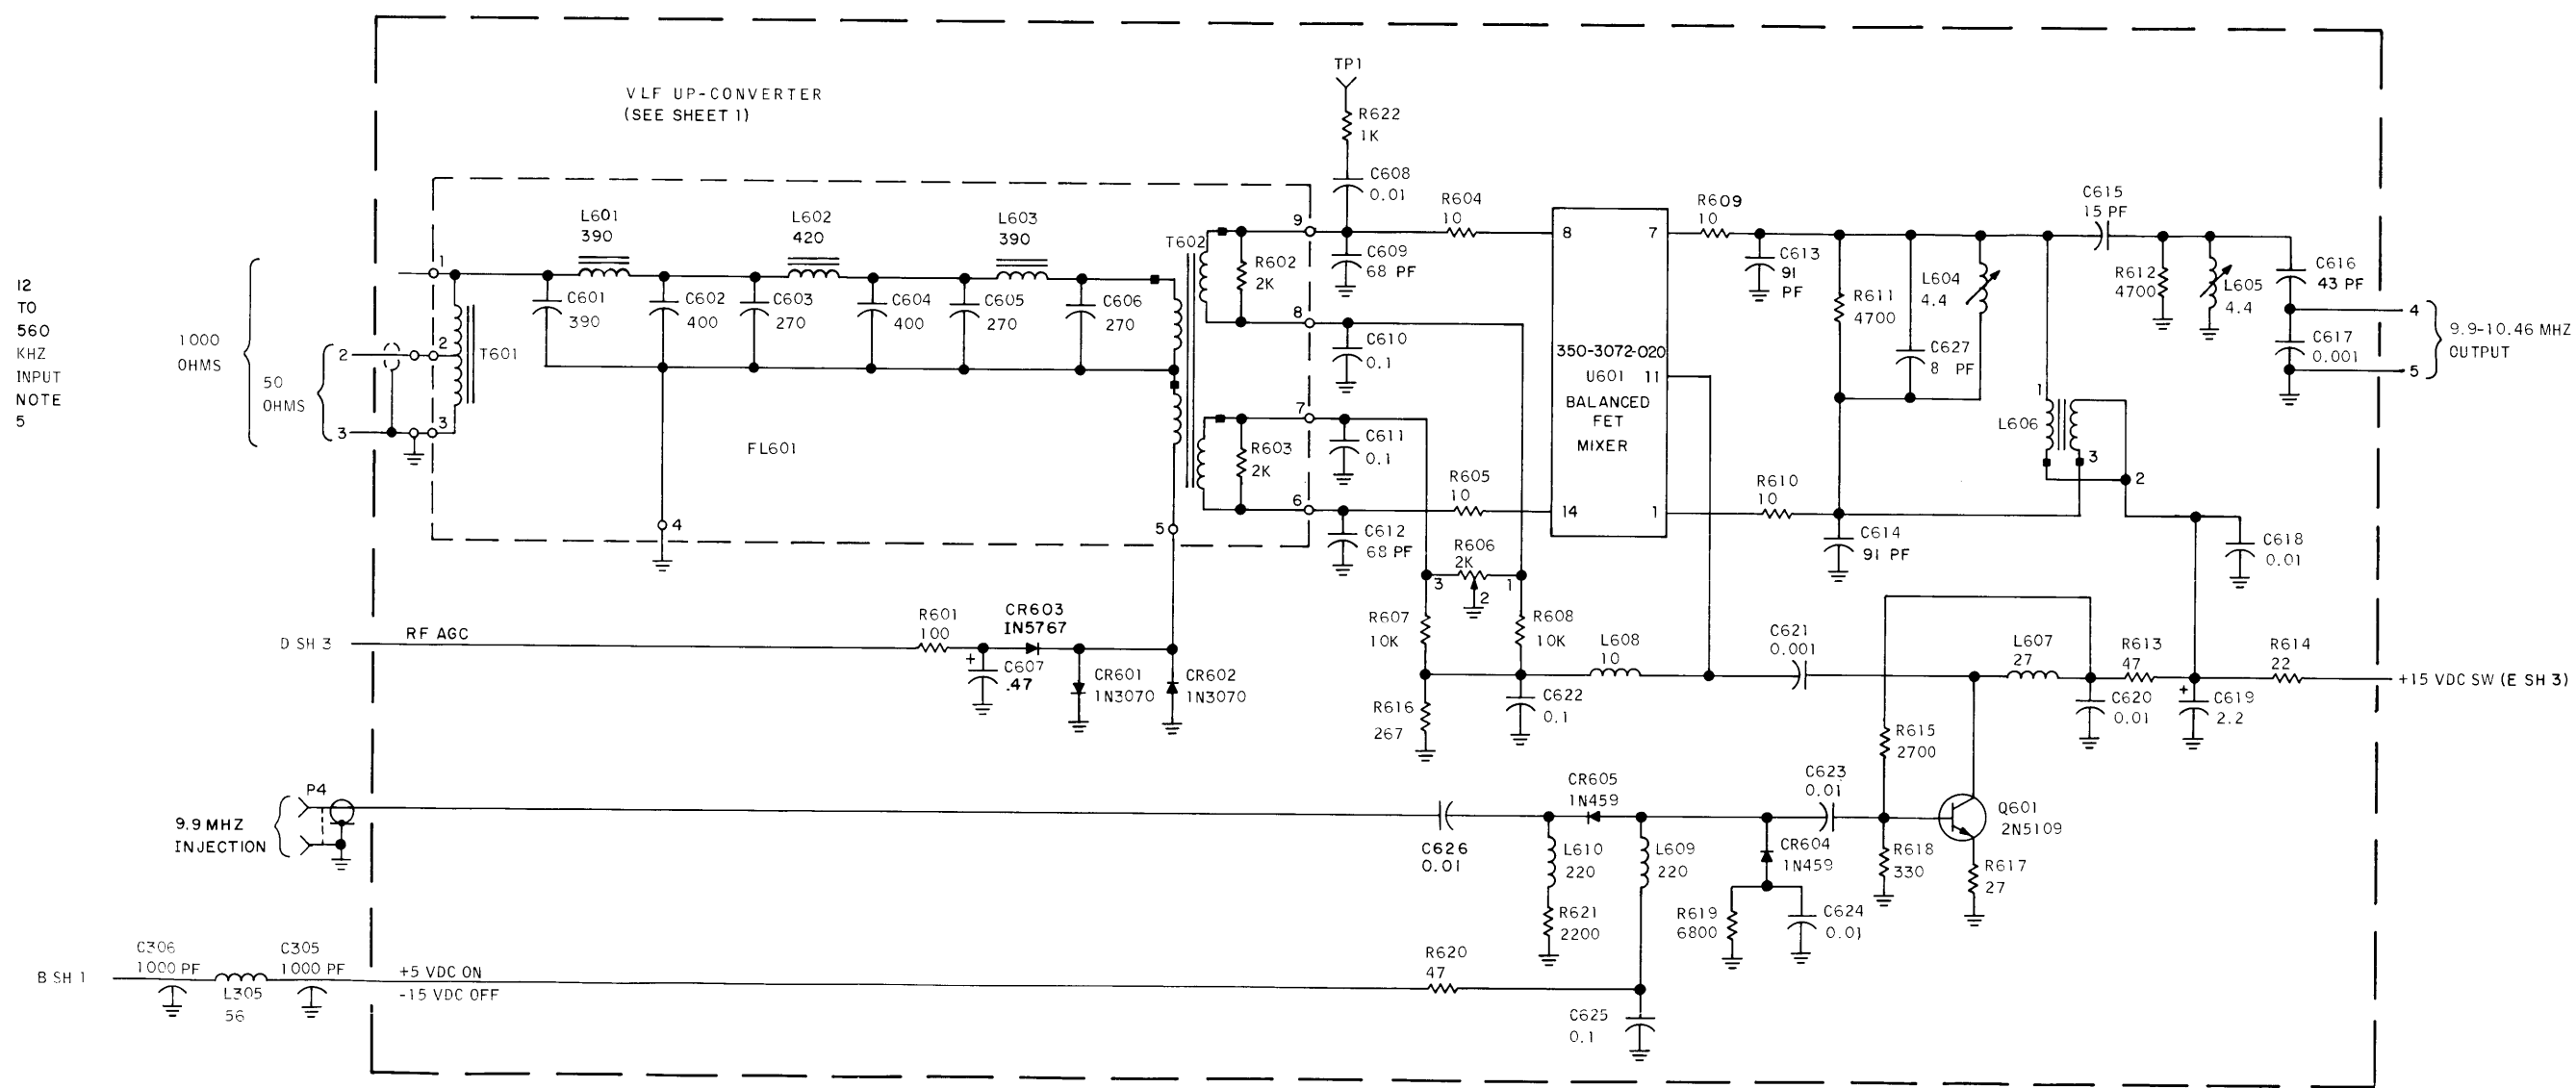 VLF UP-CONVERTER
(SEE SHEET 1)
12
TO
560
KHZ
INPUT
NOTE
5
1000
OHMS
50
OHMS
2
3
1
2
3
T601
L601
390
L602
420
L603
390
C601
390
C602
400
C603
270
C604
400
C605
270
C606
270
FL601
4
5
T602
R602
2K
R603
2K
9
8
7
6
TP1
R622
1K
C608
0.01
C609
68 PF
C610
0.1
C611
0.1
C612
68 PF
R604
10
R605
10
R606
2K
3
2
1
R607
10K
R608
10K
8
7
350-3072-020
U601
11
BALANCED
FET
MIXER
14
1
R609
10
R610
10
C613
91
PF
R611
4700
C627
8 PF
L604
4.4
C614
91 PF
C615
15 PF
R612
4700
L605
4.4
C616
43 PF
C617
0.001
4
5
9.9-10.46 MHZ
OUTPUT
1
L606
3
2
C618
0.01
D SH 3
RF AGC
R601
100
CR603
1N5767
+
C607
.47
CR601
1N3070
CR602
1N3070
R616
267
C622
0.1
L608
10
C621
0.001
L607
27
R613
47
R614
22
+15 VDC SW (E SH 3)
C620
0.01
+
C619
2.2
R615
2700
P4
9.9 MHZ
INJECTION
C626
0.01
CR605
1N459
L610
220
L609
220
R621
2200
CR604
1N459
C623
0.01
R619
6800
C624
0.01
R618
330
Q601
2N5109
R617
27
B SH 1
C306
1000 PF
L305
56
C305
1000 PF
+5 VDC ON
-15 VDC OFF
R620
47
C625
0.1